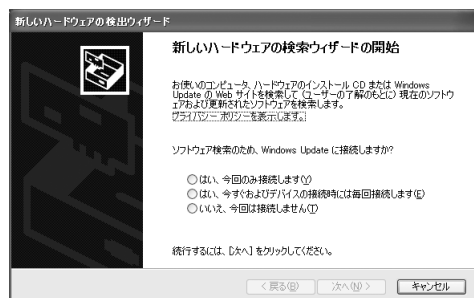 新しいハードウェアの検出ウィザード
新しいハードウェアの検索ウィザードの開始
お使いのコンピュータ、ハードウェアのインストール CD または Windows
Update の Web サイトを検索して（ユーザーの了解のもとに）現在のソフトウ
ェアおよび更新されたソフトウェアを検索します。
プライバシー ポリシーを表示します。
ソフトウェア検索のため、Windows Update に接続しますか?
はい、今回のみ接続します(Y)
はい、今すぐおよびデバイスの接続時には毎回接続します(E)
いいえ、今回は接続しません(T)
続行するには、[次へ] をクリックしてください。
< 戻る(B)
次へ(N) >
キャンセル